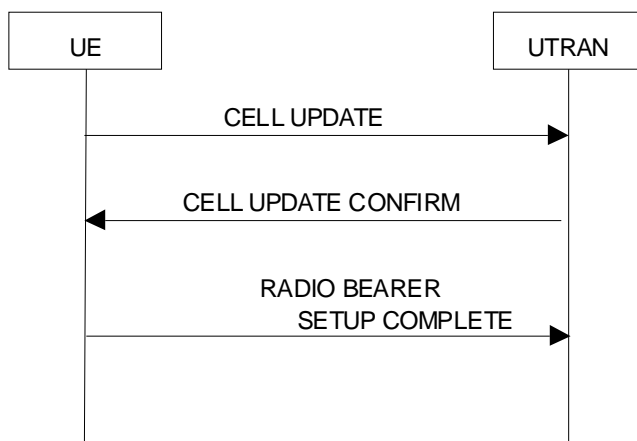 UE
UTRAN
CELL UPDATE
CELL UPDATE CONFIRM
RADIO BEARER
SETUP COMPLETE